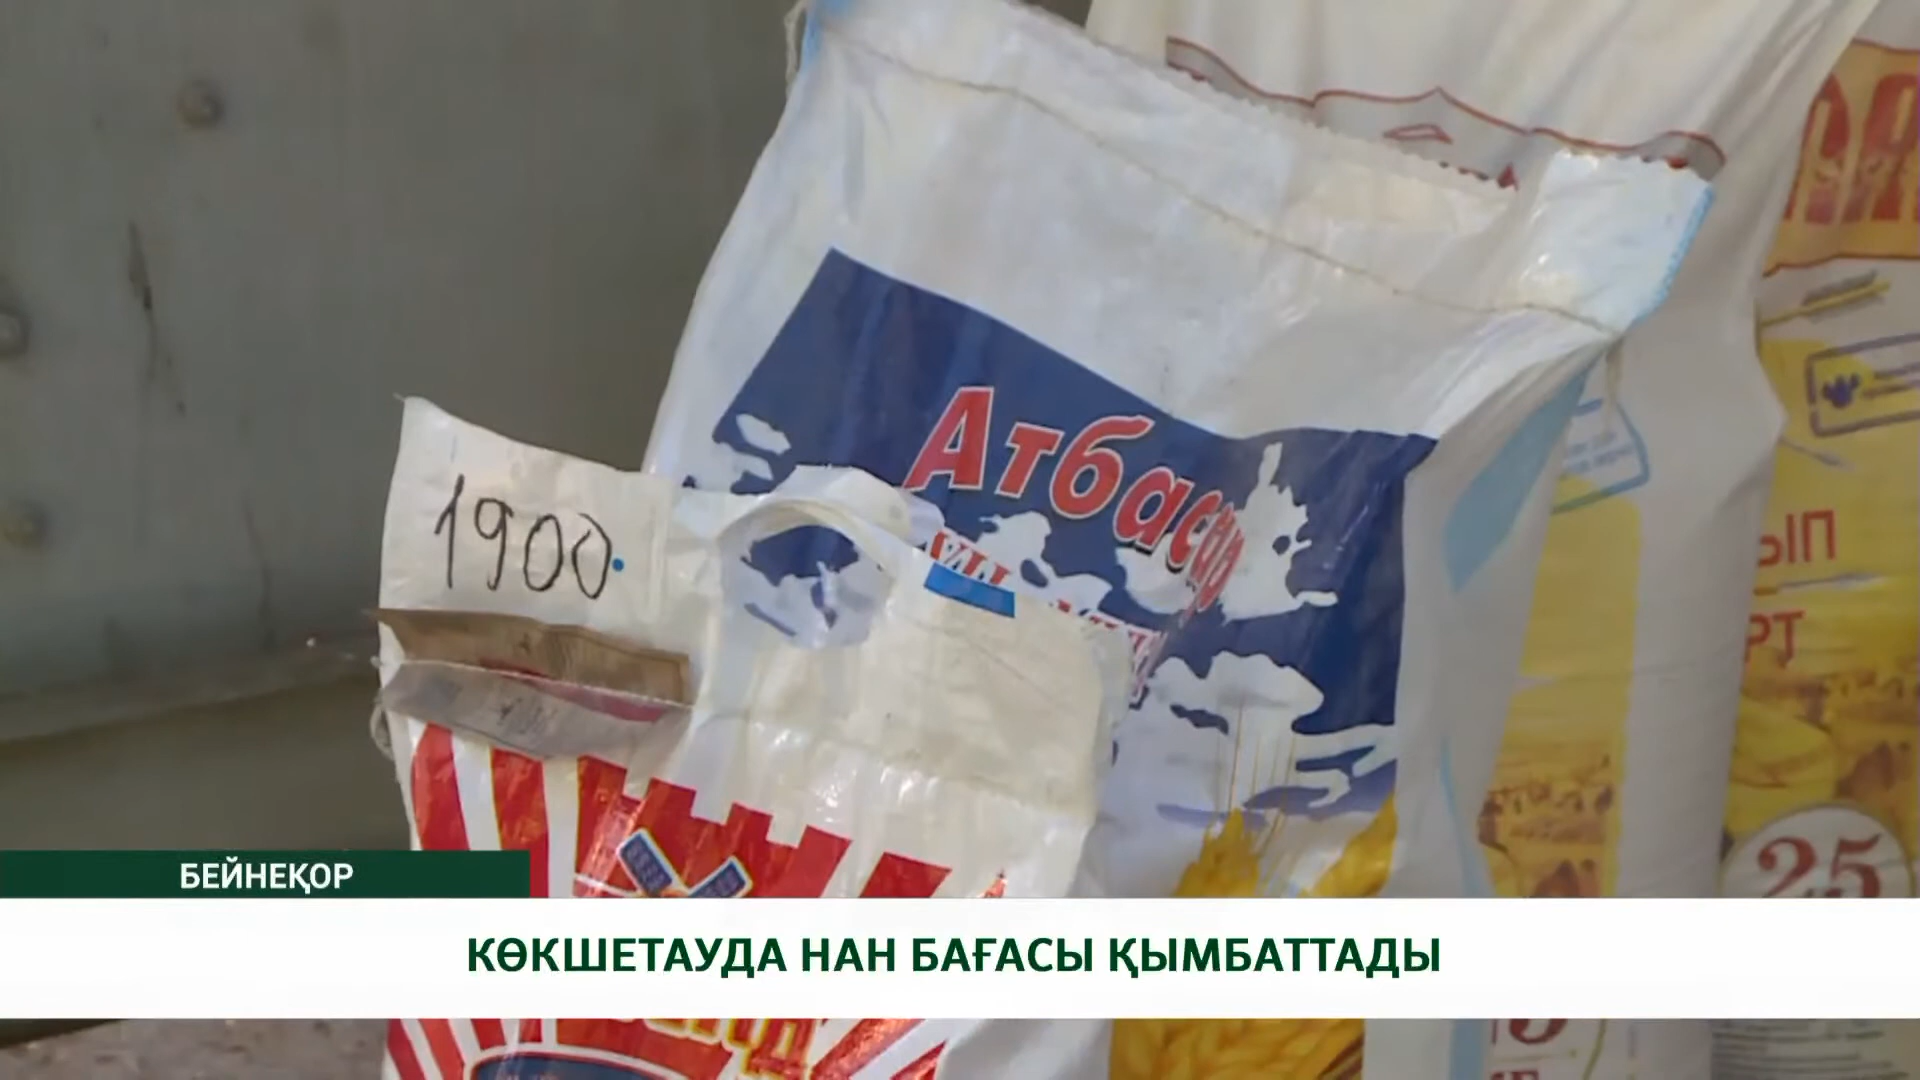 Атбасар
1900
ЫП
РТ
25
БЕЙНЕҚОР
КӨКШЕТАУДА НАН БАҒАСЫ ҚЫМБАТТАДЫ